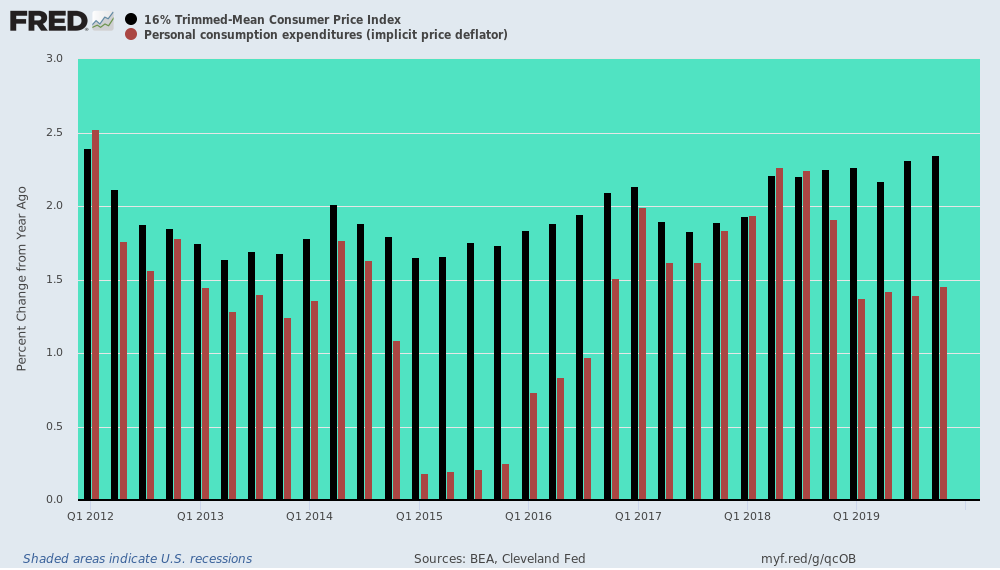 FRED
16% Trimmed-Mean Consumer Price Index
Personal consumption expenditures (implicit price deflator)
3.0
2.5
2.0
1.5
1.0
0.5
0.0
Percent Change from Year Ago
Q1 2012 Q1 2013 Q1 2014 Q1 2015 Q1 2016 Q1 2017 Q1 2018 Q1 2019
Shaded areas indicate U.S. recessions Sources: BEA, Cleveland Fed myf.red/g/qcOB